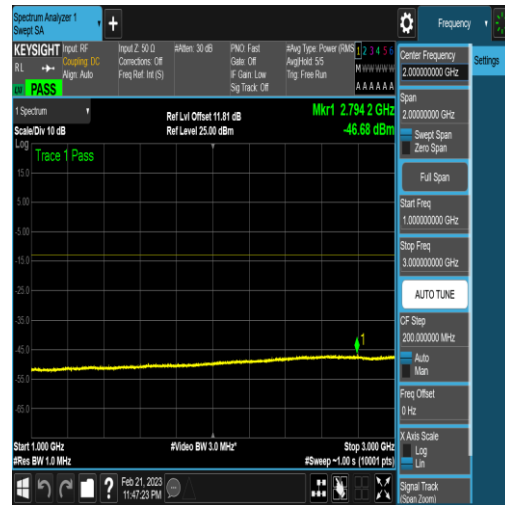 Spectrum Analyzer 1
Swept SA
+
Frequency
KEYSIGHT Input: RF Input Z: 50 Ω #Atten: 30 dB PNO: Fast #Avg Type: Power (RMS 1 2 3 4 5 6
RL Coupling: DC Corrections: Off Gate: Off Avg|Hold: 5/5 M W W W W W
Align: Auto Freq Ref: Int (S) IF Gain: Low Trig: Free Run
Sig Track: Off A A A A A A
PASS
1 Spectrum
Scale/Div 10 dB
Ref Lvl Offset 11.81 dB
Ref Level 25.00 dBm
Mkr1 2.794 2 GHz
-46.68 dBm
Log
Trace 1 Pass
15.0
5.00
-5.00
-15.0
-25.0
-35.0
-45.0
-55.0
-65.0
1
Start 1.000 GHz #Video BW 3.0 MHz* Stop 3.000 GHz
#Res BW 1.0 MHz #Sweep ~1.00 s (10001 pts)
? Feb 21, 2023
11:47:23 PM
Settings
Center Frequency
2.000000000 GHz
Span
2.00000000 GHz
Swept Span
Zero Span
Full Span
Start Freq
1.000000000 GHz
Stop Freq
3.000000000 GHz
AUTO TUNE
CF Step
200.000000 MHz
Auto
Man
Freq Offset
0 Hz
X Axis Scale
Log
Lin
Signal Track
(Span Zoom)